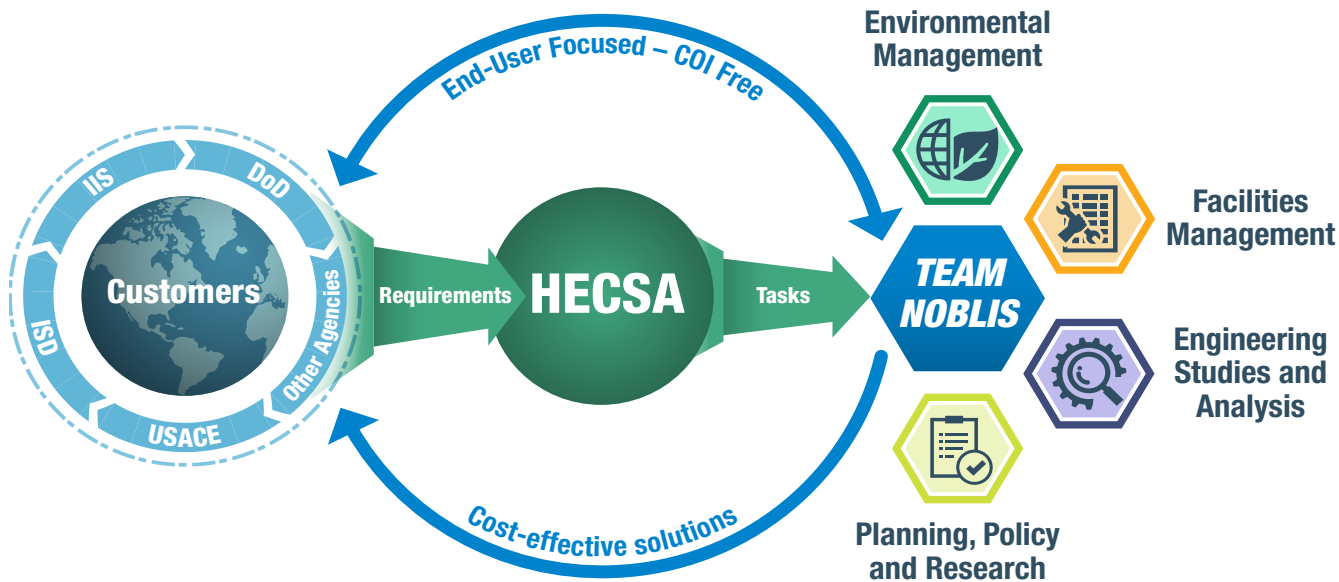 Environmental
Management
End-User Focused – COI Free
IIS
DoD
Facilities
Management
Customers
Requirements
HECSA
Tasks
TEAM
NOBLIS
ISD
Other Agencies
Engineering
Studies and
Analysis
USACE
Cost-effective solutions
Planning, Policy
and Research